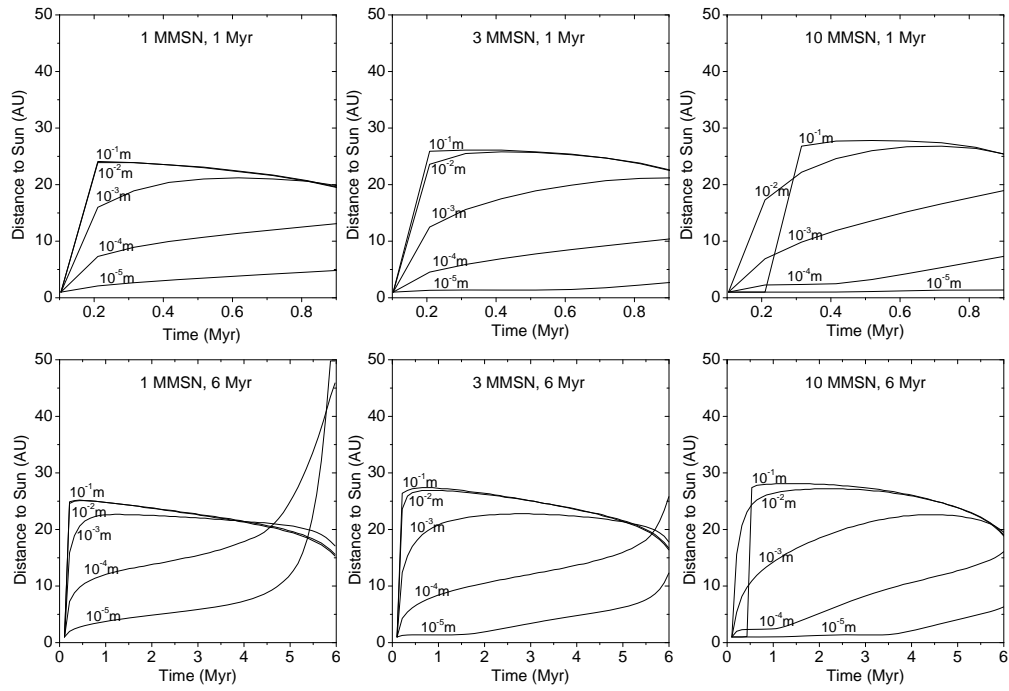 1 MMSN, 1 Myr
50
40
30
20
10
0
Distance to Sun (AU)
10⁻¹m
10⁻²m
10⁻³m
10⁻⁴m
10⁻⁵m
0.2 0.4 0.6 0.8
Time (Myr)
3 MMSN, 1 Myr
50
40
30
20
10
0
Distance to Sun (AU)
10⁻¹m
10⁻²m
10⁻³m
10⁻⁴m
10⁻⁵m
0.2 0.4 0.6 0.8
Time (Myr)
10 MMSN, 1 Myr
50
40
30
20
10
0
Distance to Sun (AU)
10⁻¹m
10⁻²m
10⁻³m
10⁻⁴m
10⁻⁵m
0.2 0.4 0.6 0.8
Time (Myr)
1 MMSN, 6 Myr
50
40
30
20
10
0
Distance to Sun (AU)
10⁻¹m
10⁻²m
10⁻³m
10⁻⁴m
10⁻⁵m
0 1 2 3 4 5 6
Time (Myr)
3 MMSN, 6 Myr
50
40
30
20
10
0
Distance to Sun (AU)
10⁻¹m
10⁻²m
10⁻³m
10⁻⁴m
10⁻⁵m
0 1 2 3 4 5 6
Time (Myr)
10 MMSN, 6 Myr
50
40
30
20
10
0
Distance to Sun (AU)
10⁻¹m
10⁻²m
10⁻³m
10⁻⁴m
10⁻⁵m
0 1 2 3 4 5 6
Time (Myr)